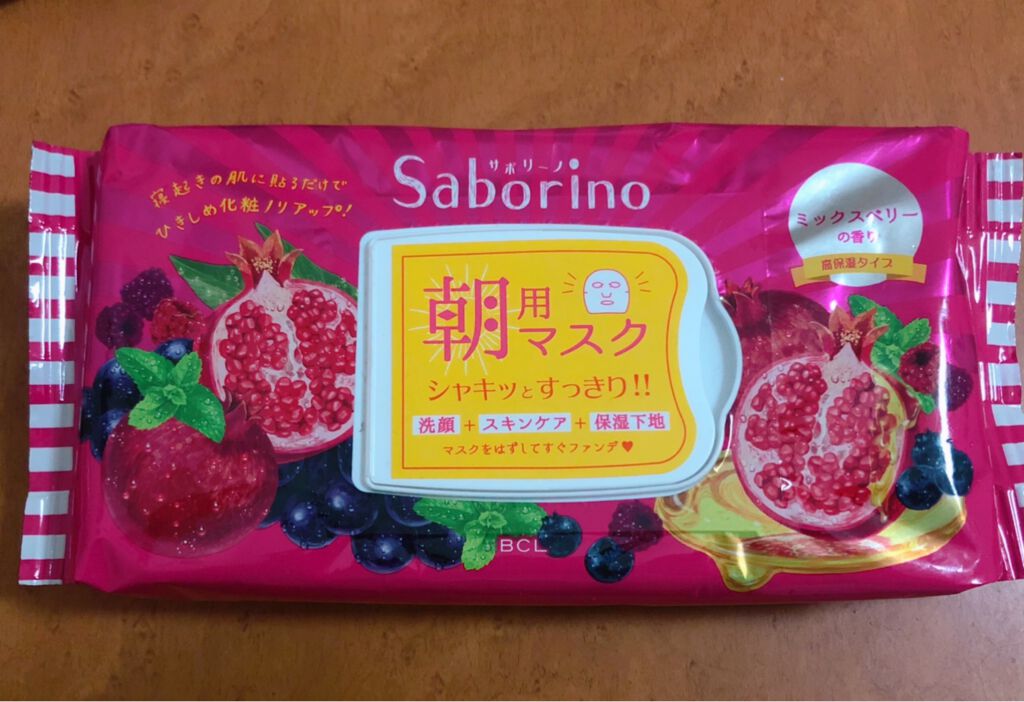 サボリーノ
Saborino
寝起きの肌に貼るだけで
ひきしめ化粧ノリアップ!
ミックスベリー
の香り
高保湿タイプ
朝用
マスク
シャキッとすっきり!!
洗顔+スキンケア+保湿下地
マスクをはずしてすぐファンデ♥
BCL